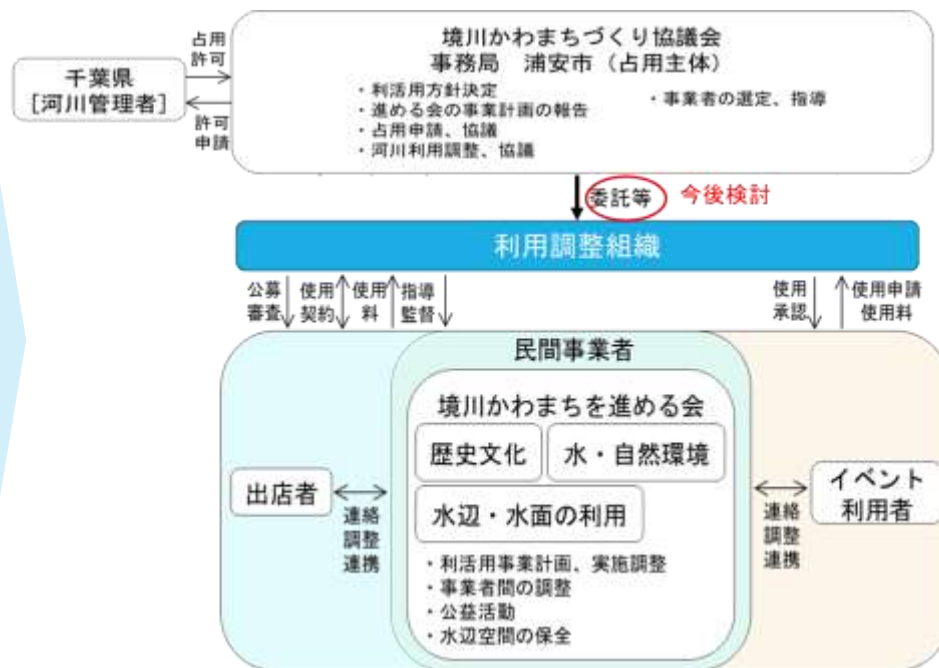 占用
許可
千葉県
[河川管理者]
許可
申請
境川かわまちづくり協議会
事務局 浦安市（占用主体）
・利活用方針決定
・進める会の事業計画の報告
・占用申請、協議
・河川利用調整、協議
・事業者の選定、指導
委託等
今後検討
利用調整組織
公募
審査
使用
契約
使用
料
指導
監督
使用
承認
使用申請
使用料
民間事業者
境川かわまちを進める会
歴史文化
水・自然環境
水辺・水面の利用
・利活用事業計画、実施調整
・事業者間の調整
・公益活動
・水辺空間の保全
出店者
連絡
調整
連携
連絡
調整
連携
イベント
利用者